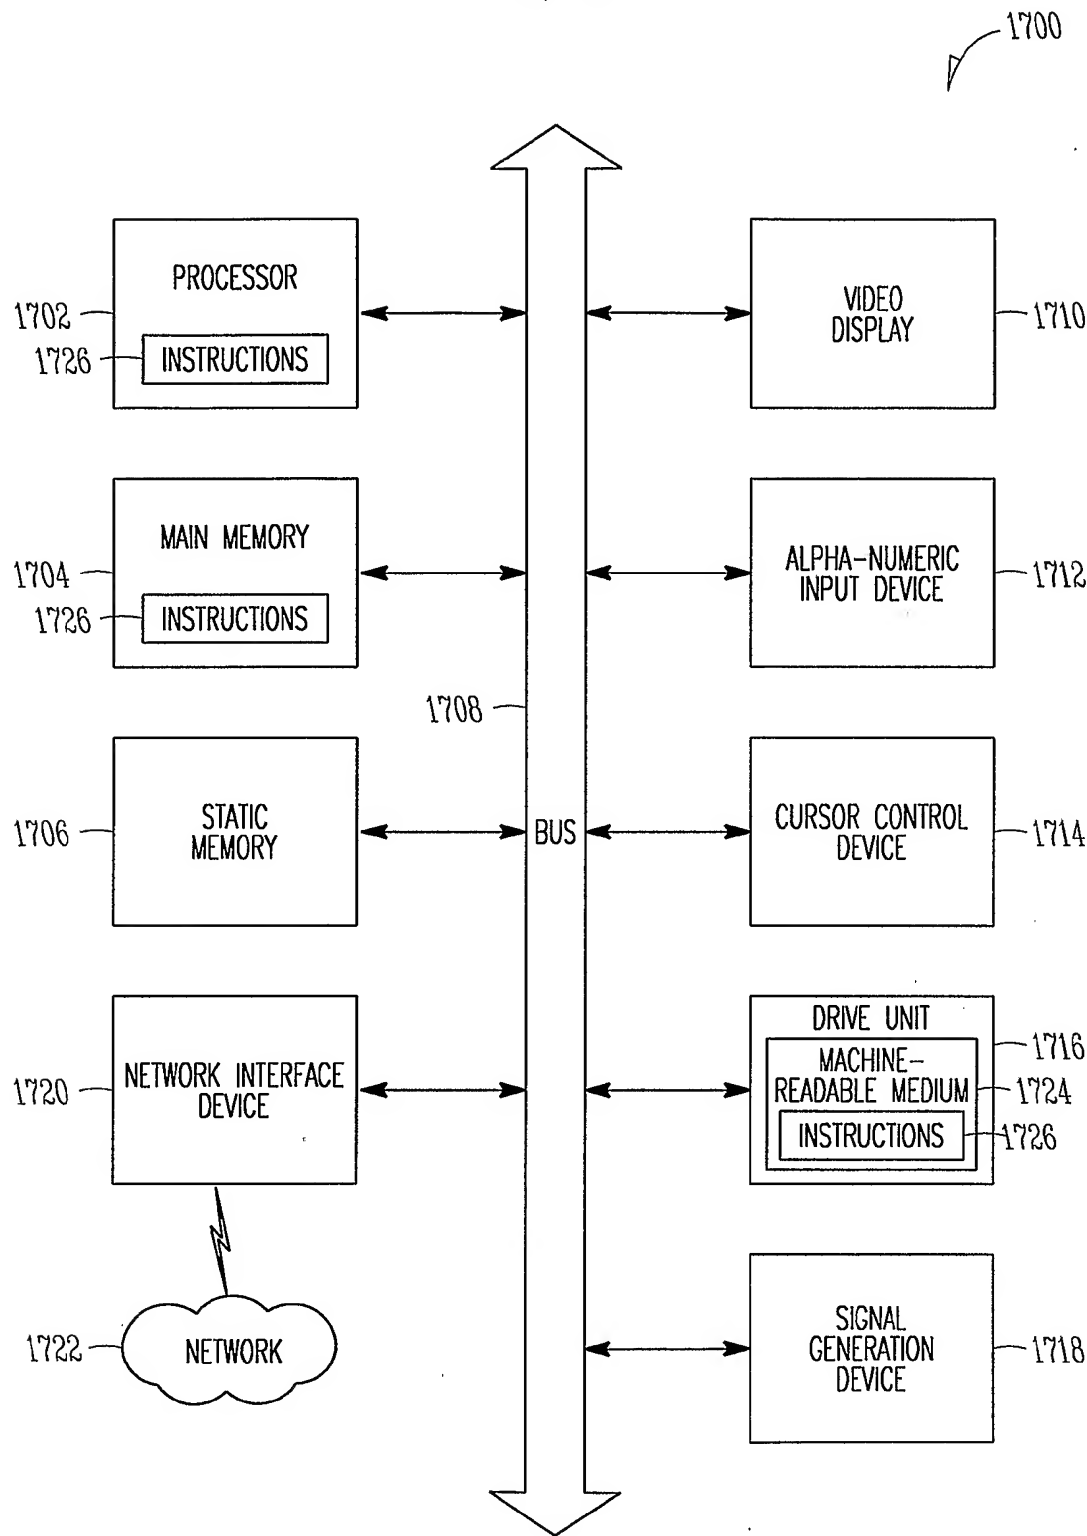 1700
PROCESSOR
1702
1726
INSTRUCTIONS
VIDEO
DISPLAY
1710
MAIN MEMORY
1704
1726
INSTRUCTIONS
ALPHA-NUMERIC
INPUT DEVICE
1712
1708
STATIC
MEMORY
1706
BUS
CURSOR CONTROL
DEVICE
1714
NETWORK INTERFACE
DEVICE
1720
DRIVE UNIT
1716
MACHINE-
READABLE MEDIUM
1724
INSTRUCTIONS
1726
1722
NETWORK
SIGNAL
GENERATION
DEVICE
1718